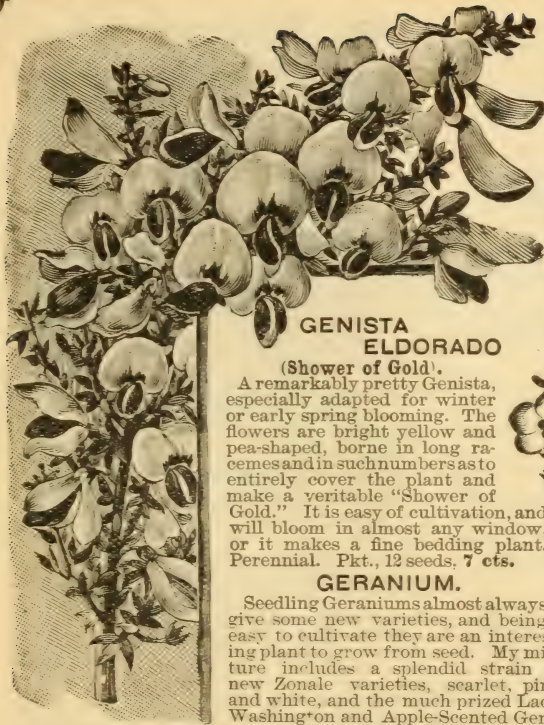 GENISTA
ELDORADO
(Shower of Gold).
A remarkably pretty Genista,
especially adapted for winter
or early spring blooming. The
flowers are bright yellow and
pea-shaped, borne in long ra-
cemes and in such numbers as to
entirely cover the plant and
make a veritable "Shower of
Gold." It is easy of cultivation, and
will bloom in almost any window
or it makes a fine bedding plant.
Perennial. Pkt., 12 seeds, 7 cts.
GERANIUM.
Seedling Geraniums almost always
give some new varieties, and being
easy to cultivate they are an interes
ing plant to grow from seed. My mi
ture includes a splendid strain
new Zonale varieties, scarlet, pin
and white, and the much prized Lad
Washington and Apple-Scented Ger